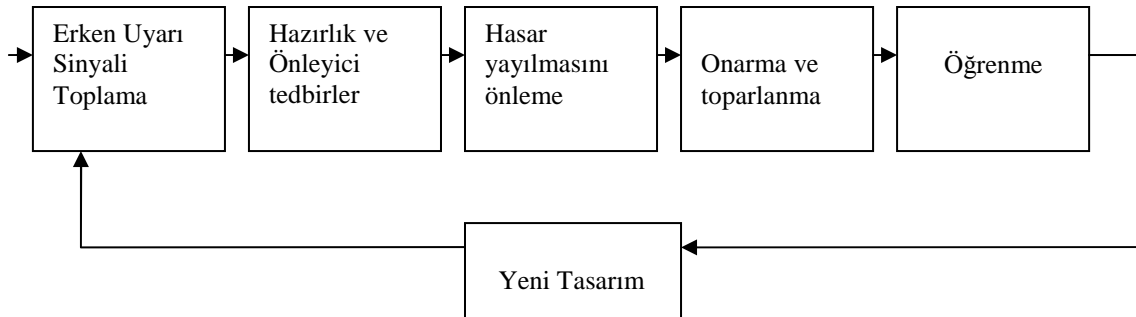 Erken Uyarı
Sinyali
Toplama
Hazırlık ve
Önleyici
tedbirler
Hasar
yayılmasını
önleme
Onarma ve
toparlanma
Öğrenme
Yeni Tasarım